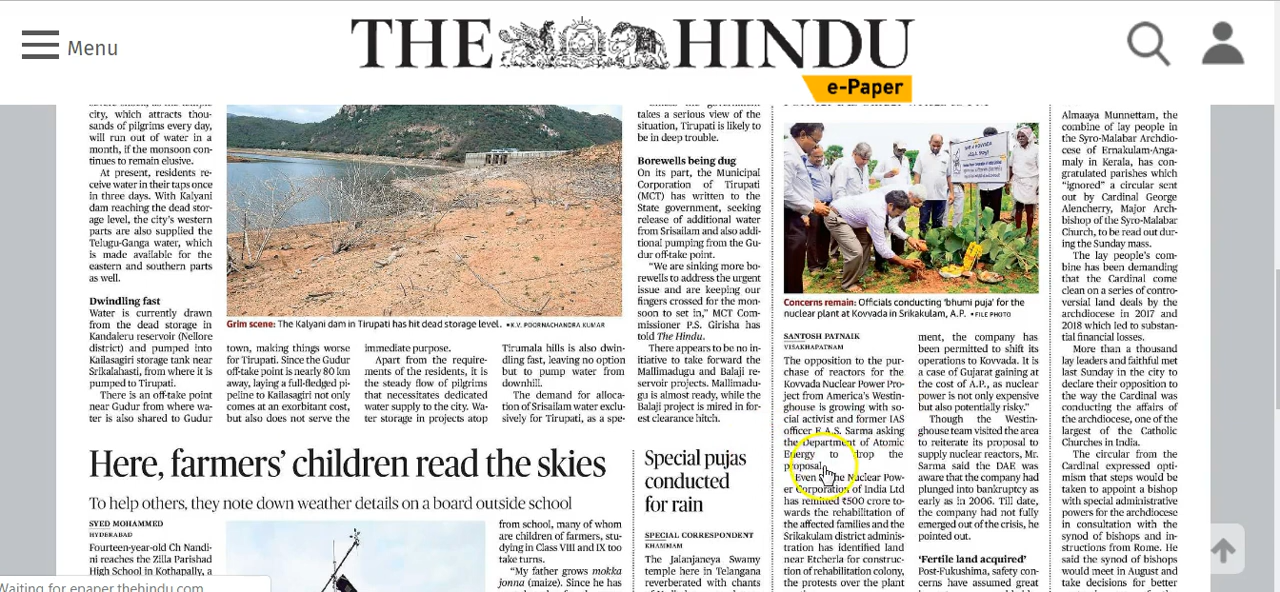 Menu
THE HINDU
e-Paper
city, which attracts thou-
sands of pilgrims every day,
will run out of water in a
month, if the monsoon con-
tinues to remain elusive.
At present, residents re-
ceive water in their taps once
in three days. With Kalyani
dam reaching the dead stor-
age level, the city's western
parts are also supplied the
Telugu-Ganga water, which
is made available for the
eastern and southern parts
as well.
Dwindling fast
Water is currently drawn
from the dead storage in
Kandaleru reservoir (Nellore
district) and pumped into
Kailasagiri storage tank near
Srikalahasti, from where it is
pumped to Tirupati.
There is an off-take point
near Gudur from where wa-
ter is also shared to Gudur
Grim scene: The Kalyani dam in Tirupati has hit dead storage level. •K.V. POORNACHANDRA KUMAR
town, making things worse
for Tirupati. Since the Gudur
off-take point is nearly 80 km
away, laying a full-fledged pi-
peline to Kailasagiri not only
comes at an exorbitant cost,
but also does not serve the
immediate purpose.
Apart from the require-
ments of the residents, it is
the steady flow of pilgrims
that necessitates dedicated
water supply to the city. Wa-
ter storage in projects atop
Tirumala hills is also dwin-
dling fast, leaving no option
but to pump water from
downhill.
The demand for alloca-
tion of Srisailam water exclu-
sively for Tirupati, as a spe-
takes a serious view of the
situation, Tirupati is likely to
be in deep trouble.
Borewells being dug
On its part, the Municipal
Corporation of Tirupati
(MCT) has written to the
State government, seeking
release of additional water
from Srisailam and also addi-
tional pumping from the Gu-
dur off-take point.
"We are sinking more bo-
rewells to address the urgent
issue and are keeping our
fingers crossed for the mon-
soon to set in," MCT Com-
missioner P.S. Girisha has
told The Hindu.
There appears to be no in-
itiative to take forward the
Mallimadugu and Balaji re-
servoir projects. Mallimadu-
gu is almost ready, while the
Balaji project is mired in for-
est clearance hitch.
Concerns remain: Officials conducting 'bhumi puja' for the
nuclear plant at Kovvada in Srikakulam, A.P. •FILE PHOTO
SANTOSH PATNAIK
VISAKHAPATNAM
The opposition to the pur-
chase of reactors for the
Kovvada Nuclear Power Pro-
ject from America's Westing-
house is growing with so-
cial activist and former IAS
officer E.A.S. Sarma asking
the Department of Atomic
Energy to drop the
proposal.
Even the Nuclear Pow-
er Corporation of India Ltd
has remitted ₹500 crore to-
wards the rehabilitation of
the affected families and the
Srikakulam district adminis-
tration has identified land
near Etcherla for construc-
tion of rehabilitation colony,
the protests over the plant
ment, the company has
been permitted to shift its
operations to Kovvada. It is
a case of Gujarat gaining at
the cost of A.P., as nuclear
power is not only expensive
but also potentially risky."
Though the Westin-
ghouse team visited the area
to reiterate its proposal to
supply nuclear reactors, Mr.
Sarma said the DAE was
aware that the company had
plunged into bankruptcy as
early as in 2006. Till date,
the company had not fully
emerged out of the crisis, he
pointed out.
'Fertile land acquired'
Post-Fukushima, safety con-
cerns have assumed great
Almaaya Munnettam, the
combine of lay people in
the Syro-Malabar Archdio-
cese of Ernakulam-Anga-
maly in Kerala, has con-
gratulated parishes which
"ignored" a circular sent
out by Cardinal George
Alencherry, Major Arch-
bishop of the Syro-Malabar
Church, to be read out dur-
ing the Sunday mass.
The lay people's com-
bine has been demanding
that the Cardinal come
clean on a series of contro-
versial land deals by the
archdiocese in 2017 and
2018 which led to substan-
tial financial losses.
More than a thousand
lay leaders and faithful met
last Sunday in the city to
declare their opposition to
the way the Cardinal was
conducting the affairs of
the archdiocese, one of the
largest of the Catholic
Churches in India.
The circular from the
Cardinal expressed opti-
mism that steps would be
taken to appoint a bishop
with special administrative
powers for the archdiocese
in consultation with the
synod of bishops and in-
structions from Rome. He
said the synod of bishops
would meet in August and
take decisions for better
Here, farmers' children read the skies
To help others, they note down weather details on a board outside school
SYED MOHAMMED
HYDERABAD
Fourteen-year-old Ch Nandi-
ni reaches the Zilla Parishad
High School in Kothapally, a
from school, many of whom
are children of farmers, stu-
dying in Class VIII and IX too
take turns.
"My father grows mokka
jonna (maize). Since he has
Special pujas
conducted
for rain
SPECIAL CORRESPONDENT
KHAMMAM
The Jalanjaneya Swamy
temple here in Telangana
reverberated with chants
Waiting for epaper.thehindu.com